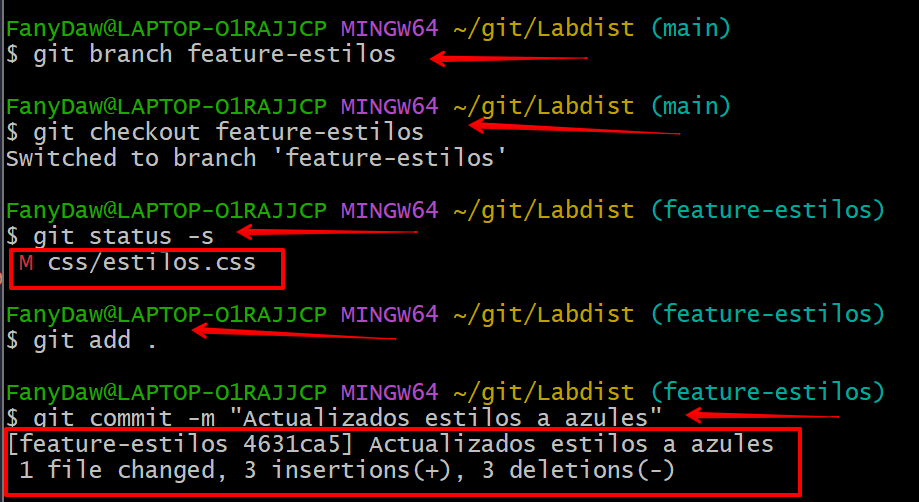 FanyDaw@LAPTOP-O1RAJJCP MINGW64 ~/git/Labdist (main)
$ git branch feature-estilos
FanyDaw@LAPTOP-O1RAJJCP MINGW64 ~/git/Labdist (main)
$ git checkout feature-estilos
Switched to branch 'feature-estilos'
FanyDaw@LAPTOP-O1RAJJCP MINGW64 ~/git/Labdist (feature-estilos)
$ git status -s
 M css/estilos.css
FanyDaw@LAPTOP-O1RAJJCP MINGW64 ~/git/Labdist (feature-estilos)
$ git add .
FanyDaw@LAPTOP-O1RAJJCP MINGW64 ~/git/Labdist (feature-estilos)
$ git commit -m "Actualizados estilos a azules"
[feature-estilos 4631ca5] Actualizados estilos a azules
 1 file changed, 3 insertions(+), 3 deletions(-)